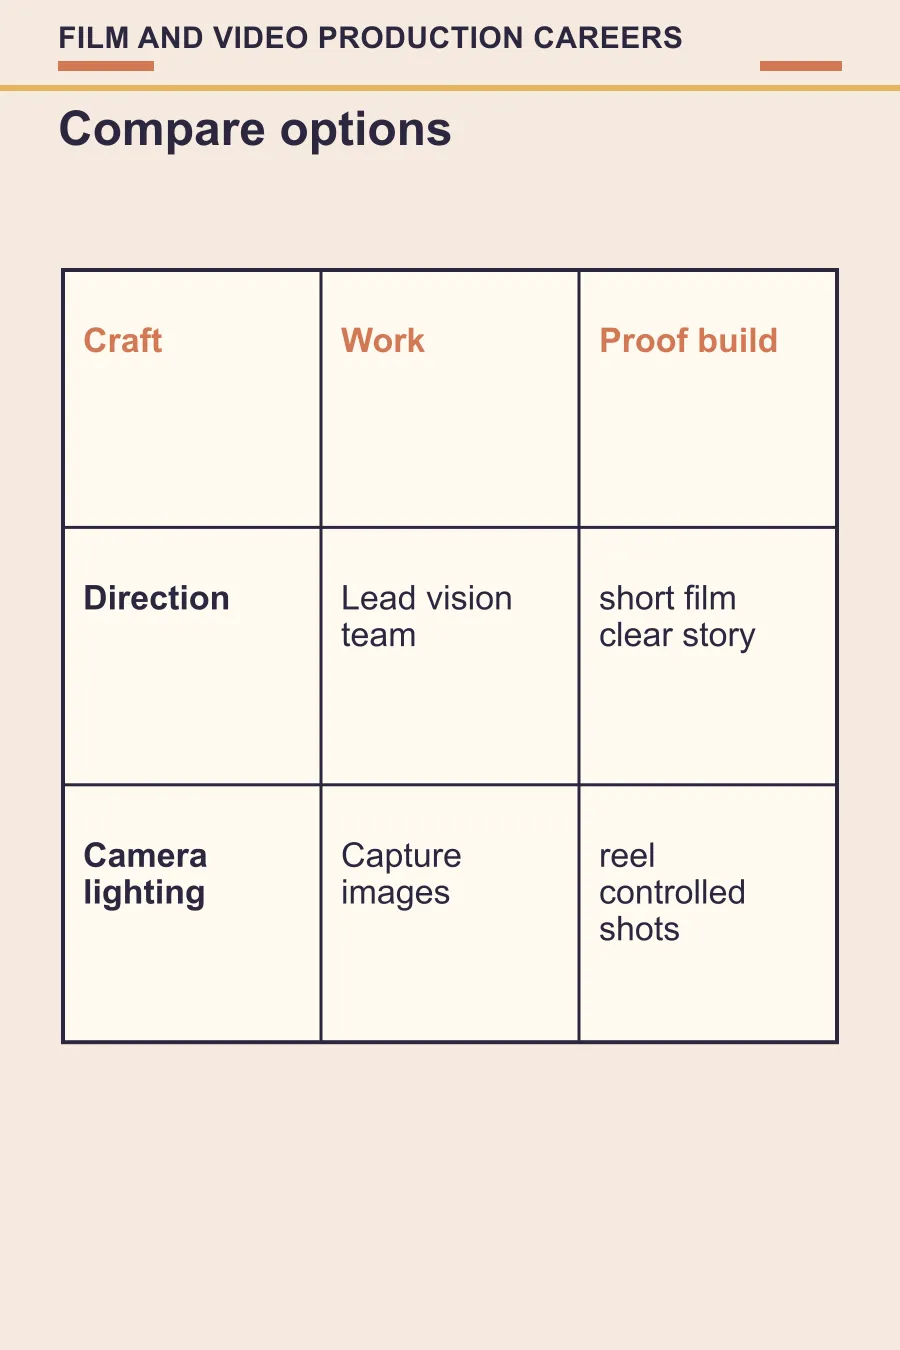 FILM AND VIDEO PRODUCTION CAREERS
Compare options
Craft
Work
Proof build
Direction
Lead vision
team
short film
clear story
Camera
lighting
Capture
images
reel
controlled
shots